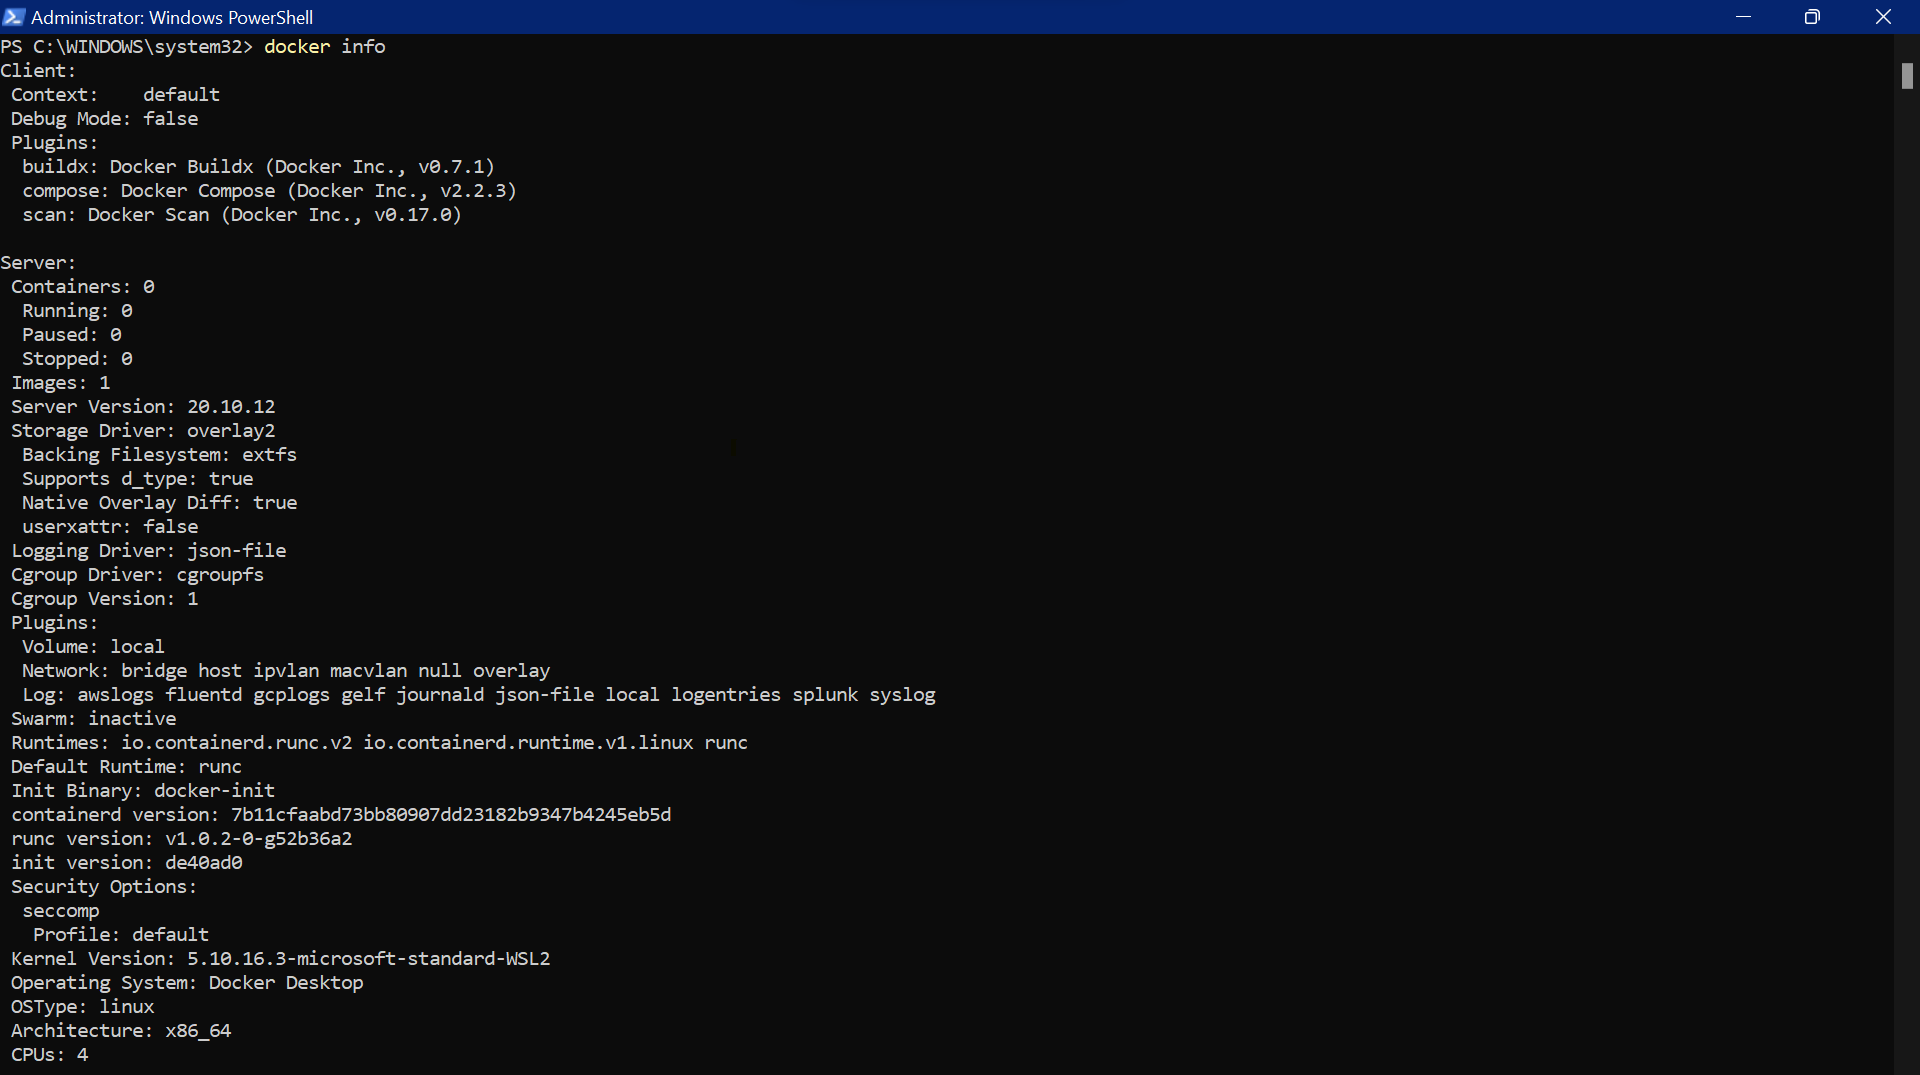 Administrator: Windows PowerShell
PS C:\WINDOWS\system32> docker info
Client:
 Context:    default
 Debug Mode: false
 Plugins:
  buildx: Docker Buildx (Docker Inc., v0.7.1)
  compose: Docker Compose (Docker Inc., v2.2.3)
  scan: Docker Scan (Docker Inc., v0.17.0)

Server:
 Containers: 0
  Running: 0
  Paused: 0
  Stopped: 0
 Images: 1
 Server Version: 20.10.12
 Storage Driver: overlay2
  Backing Filesystem: extfs
  Supports d_type: true
  Native Overlay Diff: true
  userxattr: false
 Logging Driver: json-file
 Cgroup Driver: cgroupfs
 Cgroup Version: 1
 Plugins:
  Volume: local
  Network: bridge host ipvlan macvlan null overlay
  Log: awslogs fluentd gcplogs gelf journald json-file local logentries splunk syslog
 Swarm: inactive
 Runtimes: io.containerd.runc.v2 io.containerd.runtime.v1.linux runc
 Default Runtime: runc
 Init Binary: docker-init
 containerd version: 7b11cfaabd73bb80907dd23182b9347b4245eb5d
 runc version: v1.0.2-0-g52b36a2
 init version: de40ad0
 Security Options:
  seccomp
   Profile: default
 Kernel Version: 5.10.16.3-microsoft-standard-WSL2
 Operating System: Docker Desktop
 OSType: linux
 Architecture: x86_64
 CPUs: 4